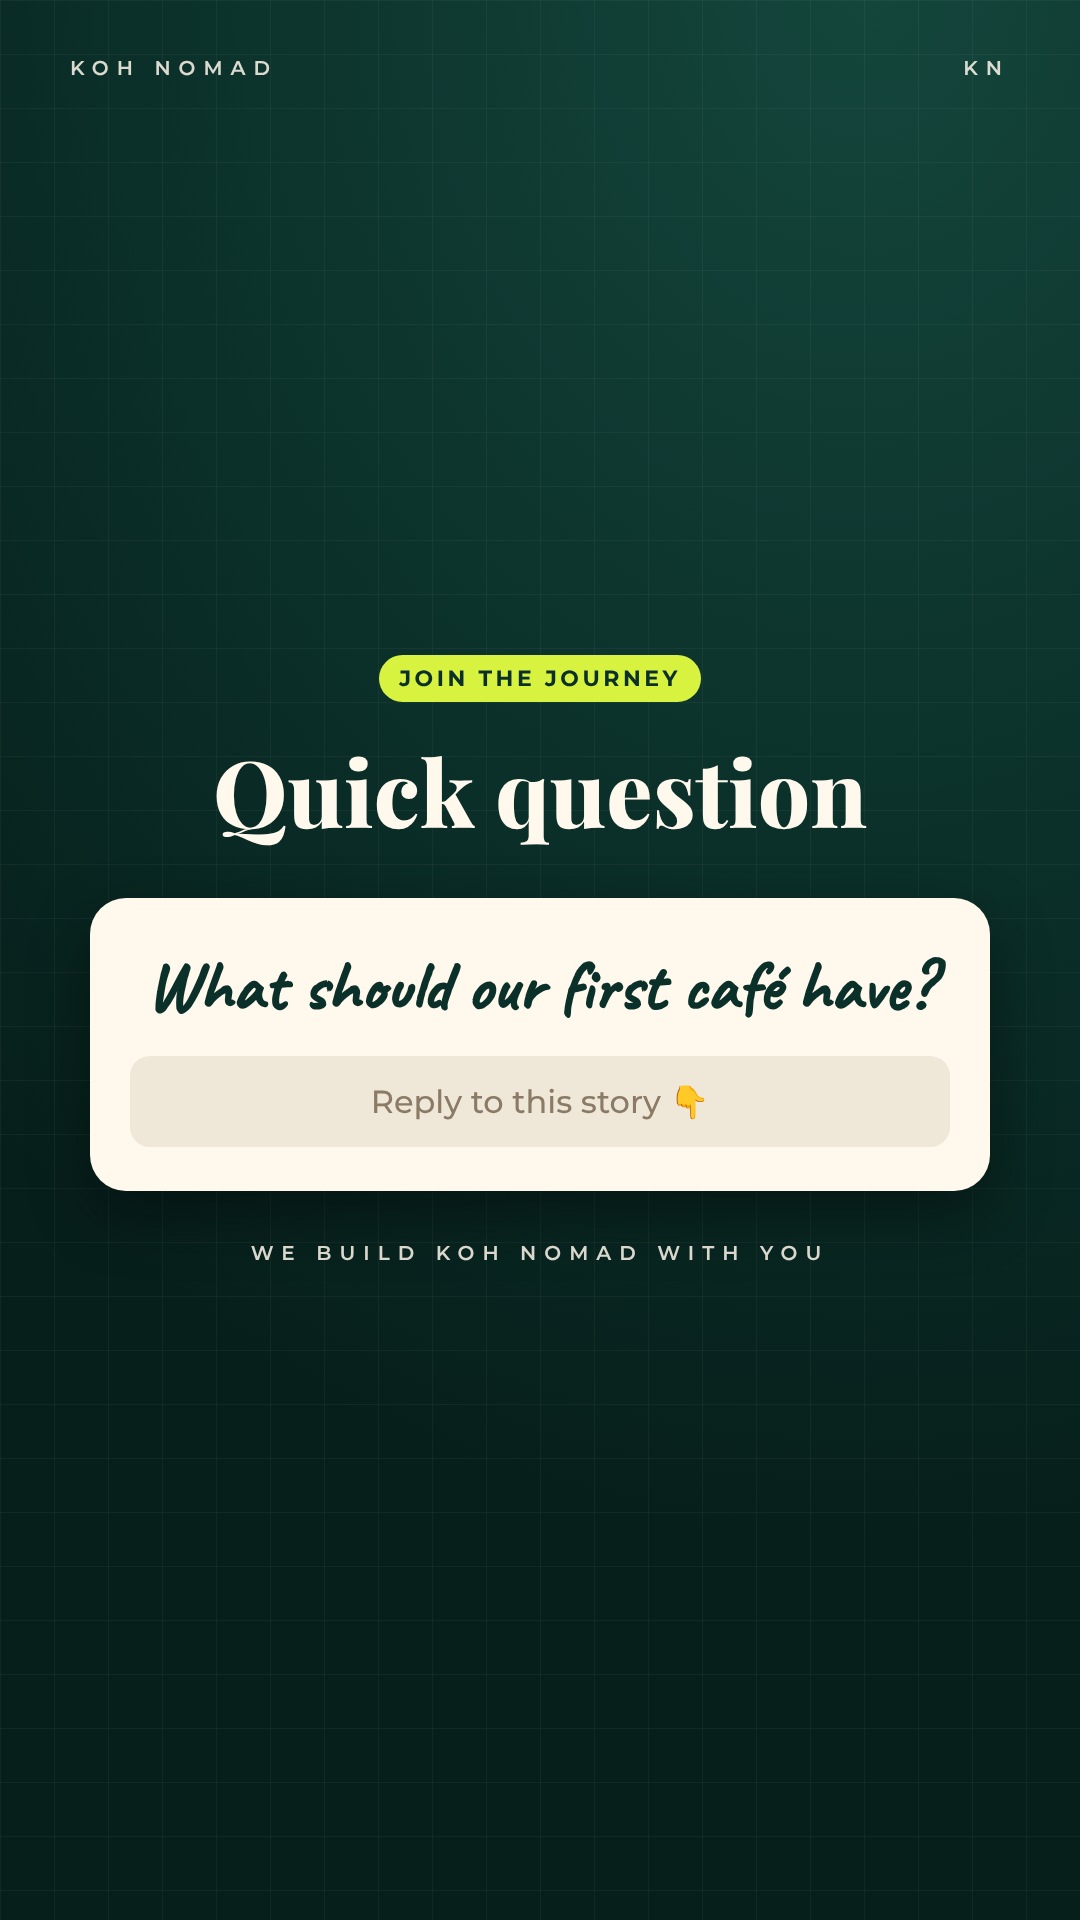 KOH NOMAD
KN
JOIN THE JOURNEY
Quick question
What should our first café have?
Reply to this story 👇
WE BUILD KOH NOMAD WITH YOU